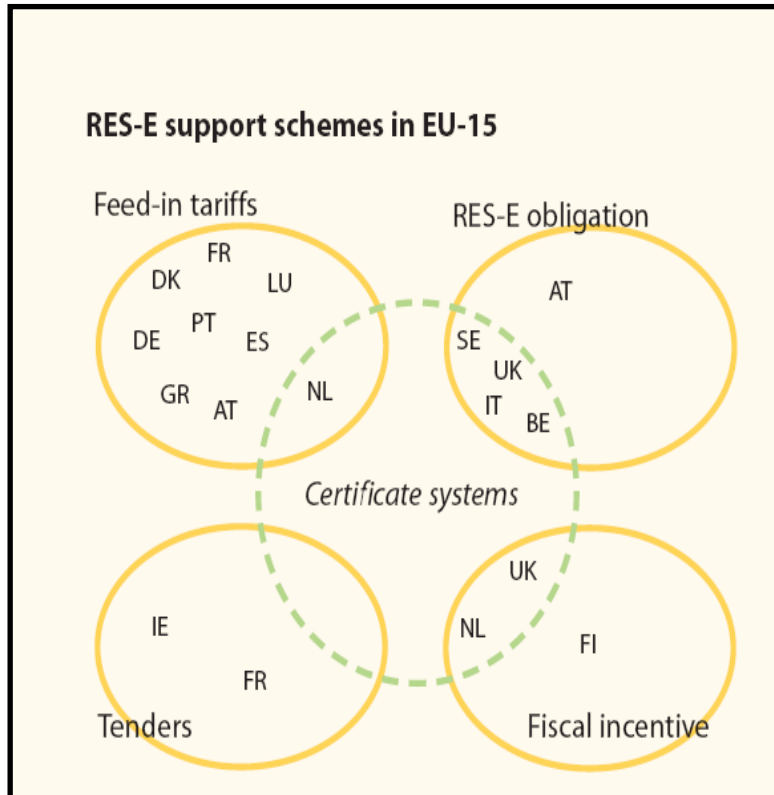 RES-E support schemes in EU-15
Feed-in tariffs
FR
DK
LU
PT
DE
ES
GR
AT
NL
RES-E obligation
AT
SE
UK
IT
BE
Certificate systems
IE
FR
Tenders
UK
NL
FI
Fiscal incentive